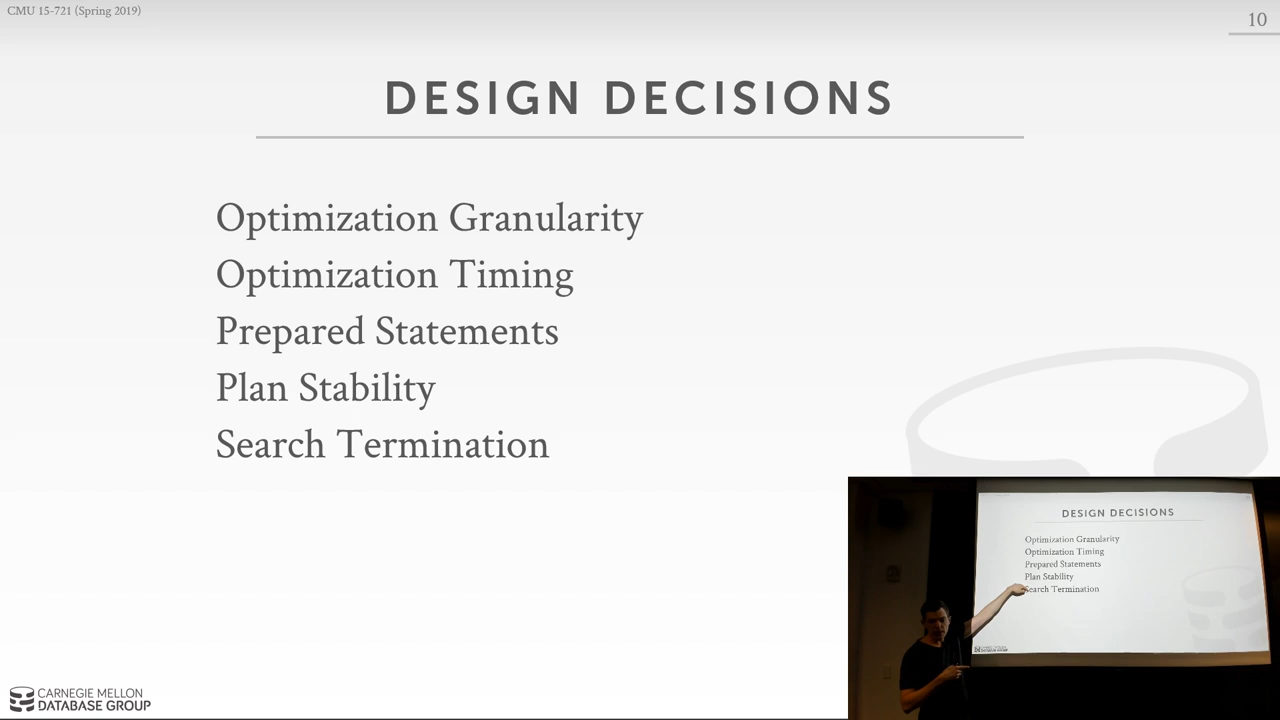 CMU 15-721 (Spring 2019)
10
DESIGN DECISIONS
Optimization Granularity
Optimization Timing
Prepared Statements
Plan Stability
Search Termination
DESIGN DECISIONS
Optimization Granularity
Optimization Timing
Prepared Statements
Plan Stability
Search Termination
CARNEGIE MELLON
DATABASE GROUP